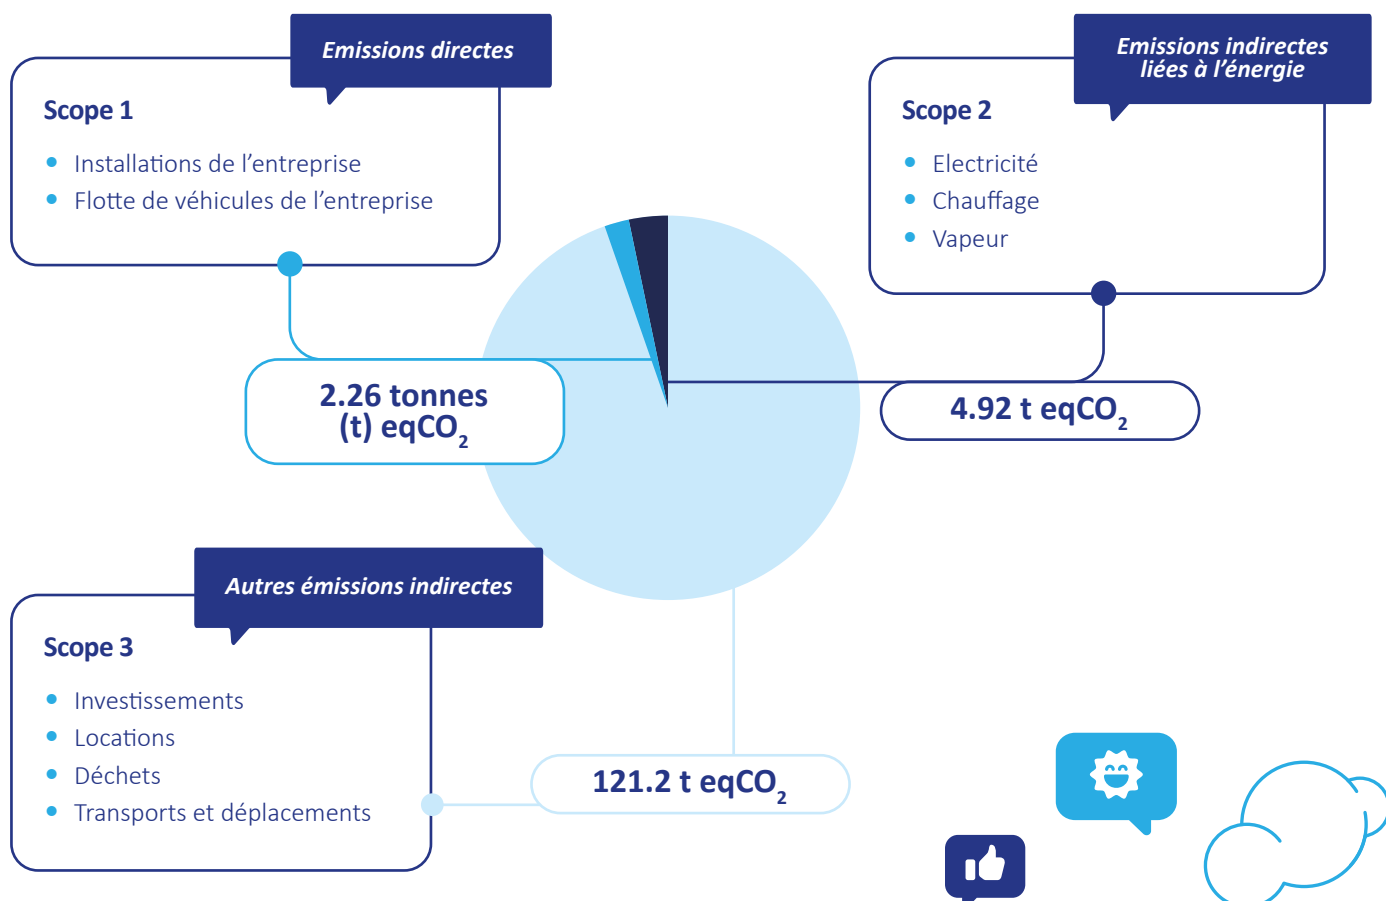 Emissions directes
Scope 1
Installations de l’entreprise
Flotte de véhicules de l’entreprise
2.26 tonnes
(t) eqCO₂
Emissions indirectes
liées à l’énergie
Scope 2
Electricité
Chauffage
Vapeur
4.92 t eqCO₂
Autres émissions indirectes
Scope 3
Investissements
Locations
Déchets
Transports et déplacements
121.2 t eqCO₂